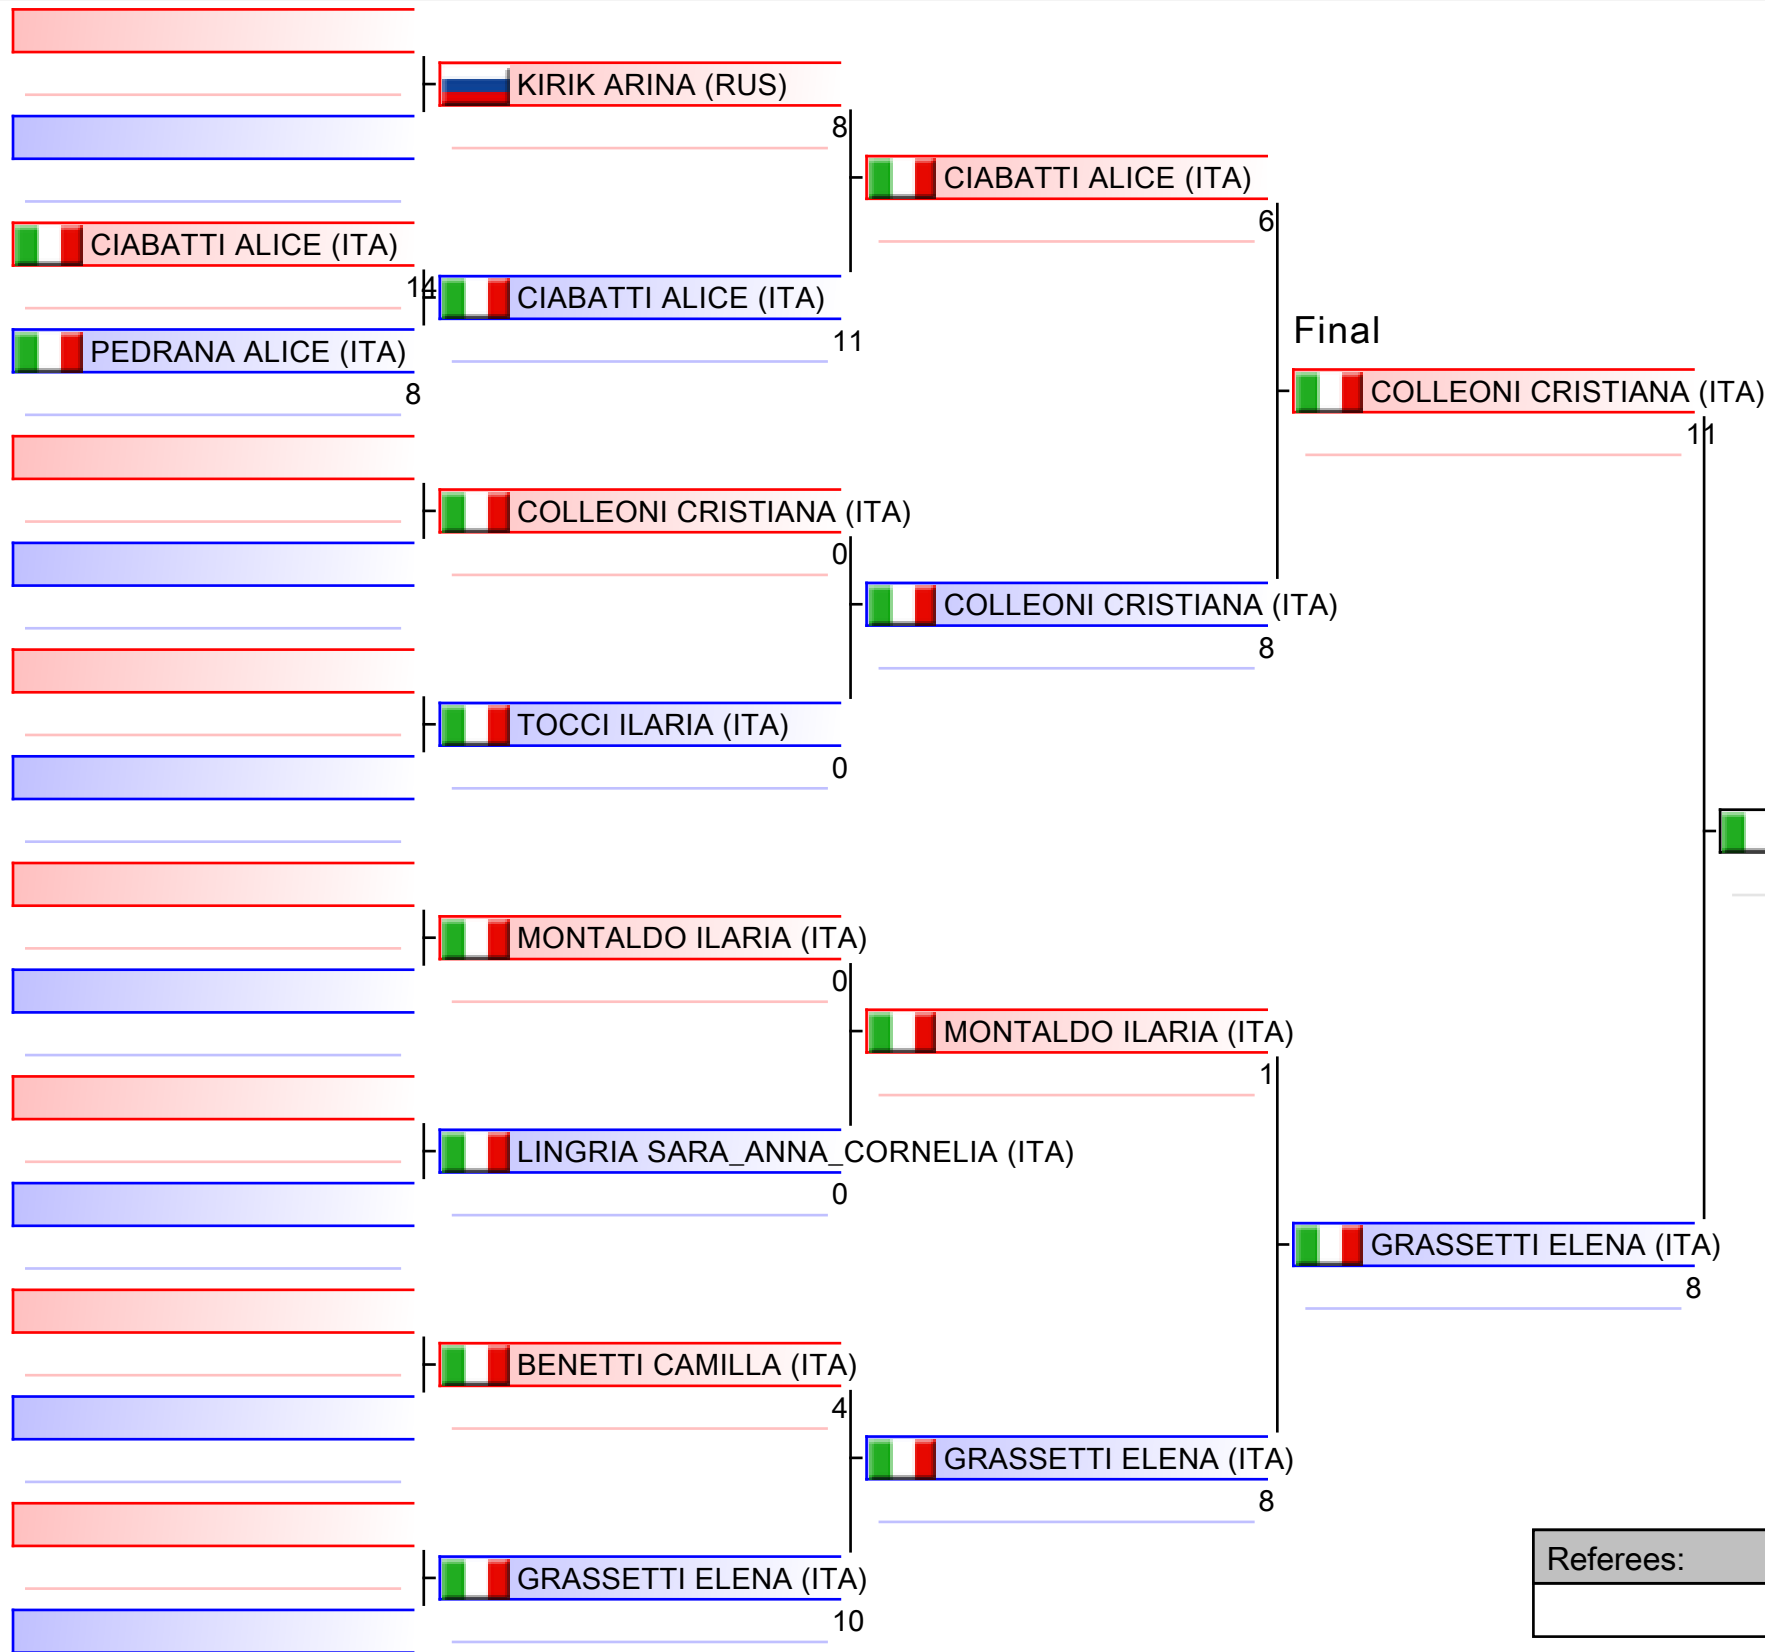 KIRIK ARINA (RUS)
8
CIABATTI ALICE (ITA)
6
CIABATTI ALICE (ITA)
14
CIABATTI ALICE (ITA)
11
PEDRANA ALICE (ITA)
8
Final
COLLEONI CRISTIANA (ITA)
11
COLLEONI CRISTIANA (ITA)
0
COLLEONI CRISTIANA (ITA)
8
TOCCI ILARIA (ITA)
0
MONTALDO ILARIA (ITA)
0
MONTALDO ILARIA (ITA)
1
LINGRIA SARA_ANNA_CORNELIA (ITA)
0
GRASSETTI ELENA (ITA)
8
BENETTI CAMILLA (ITA)
4
GRASSETTI ELENA (ITA)
8
GRASSETTI ELENA (ITA)
10
Referees: